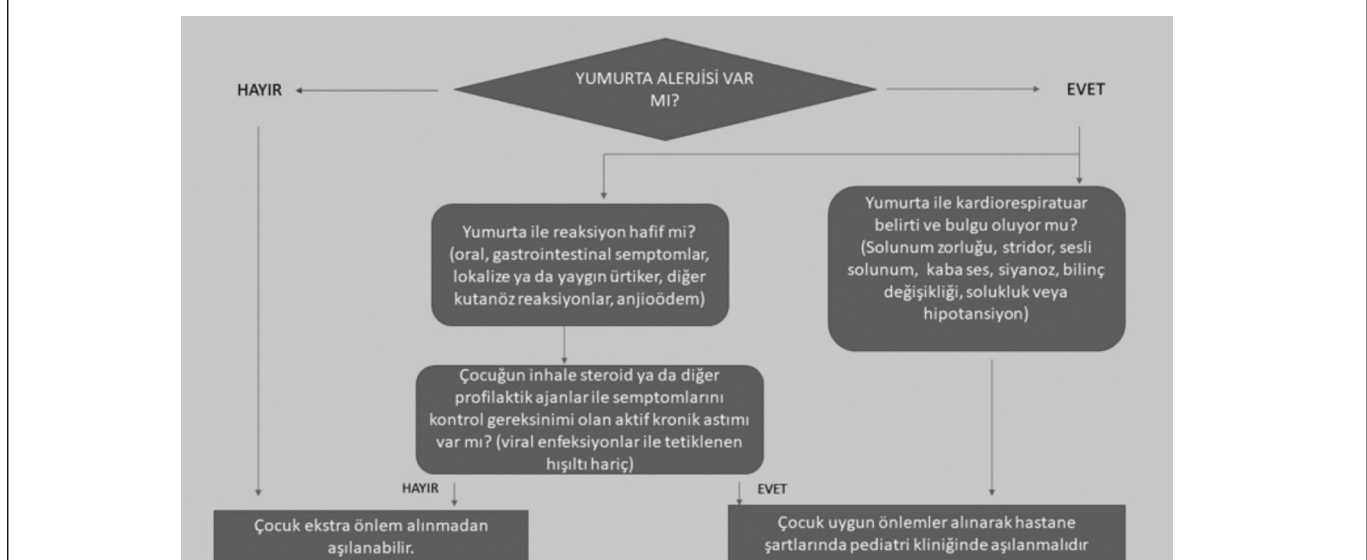 YUMURTA ALERJİSİ VAR
MI?
HAYIR
EVET
Yumurta ile reaksiyon hafif mi?
(oral, gastrointestinal semptomlar,
lokalize ya da yaygın ürtiker, diğer
kutanöz reaksiyonlar, anjioödem)
Yumurta ile kardiorespiratuar
belirti ve bulgu oluyor mu?
(Solunum zorluğu, stridor, sesli
solunum, kaba ses, siyanoz, bilinç
değişikliği, solukluk veya
hipotansiyon)
Çocuğun inhale steroid ya da diğer
profilaktik ajanlar ile semptomlarını
kontrol gereksinimi olan aktif kronik astımı
var mı? (viral enfeksiyonlar ile tetiklenen
hışıltı hariç)
HAYIR
EVET
Çocuk ekstra önlem alınmadan
aşılanabilir.
Çocuk uygun önlemler alınarak hastane
şartlarında pediatri kliniğinde aşılanmalıdır